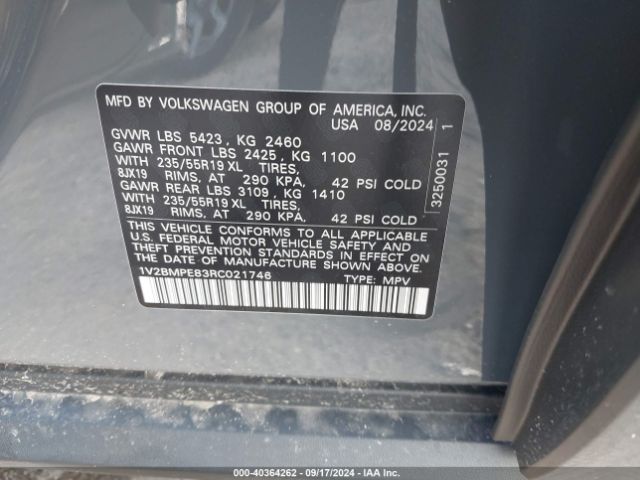 MFD BY VOLKSWAGEN GROUP OF AMERICA, INC.
USA 08/2024
GVWR LBS 5423 , KG 2460
GAWR FRONT LBS 2425 , KG 1100
WITH 235/55R19 XL TIRES,
8JX19 RIMS, AT 290 KPA, 42 PSI COLD
GAWR REAR LBS 3109 , KG 1410
WITH 235/55R19 XL TIRES,
8JX19 RIMS, AT 290 KPA, 42 PSI COLD
THIS VEHICLE CONFORMS TO ALL APPLICABLE
U.S. FEDERAL MOTOR VEHICLE SAFETY AND
THEFT PREVENTION STANDARDS IN EFFECT ON
THE DATE OF MANUFACTURE SHOWN ABOVE.
1V2BMPE83RC021746 TYPE: MPV
3250031 1
000-40364262 - 09/17/2024 - IAA Inc.